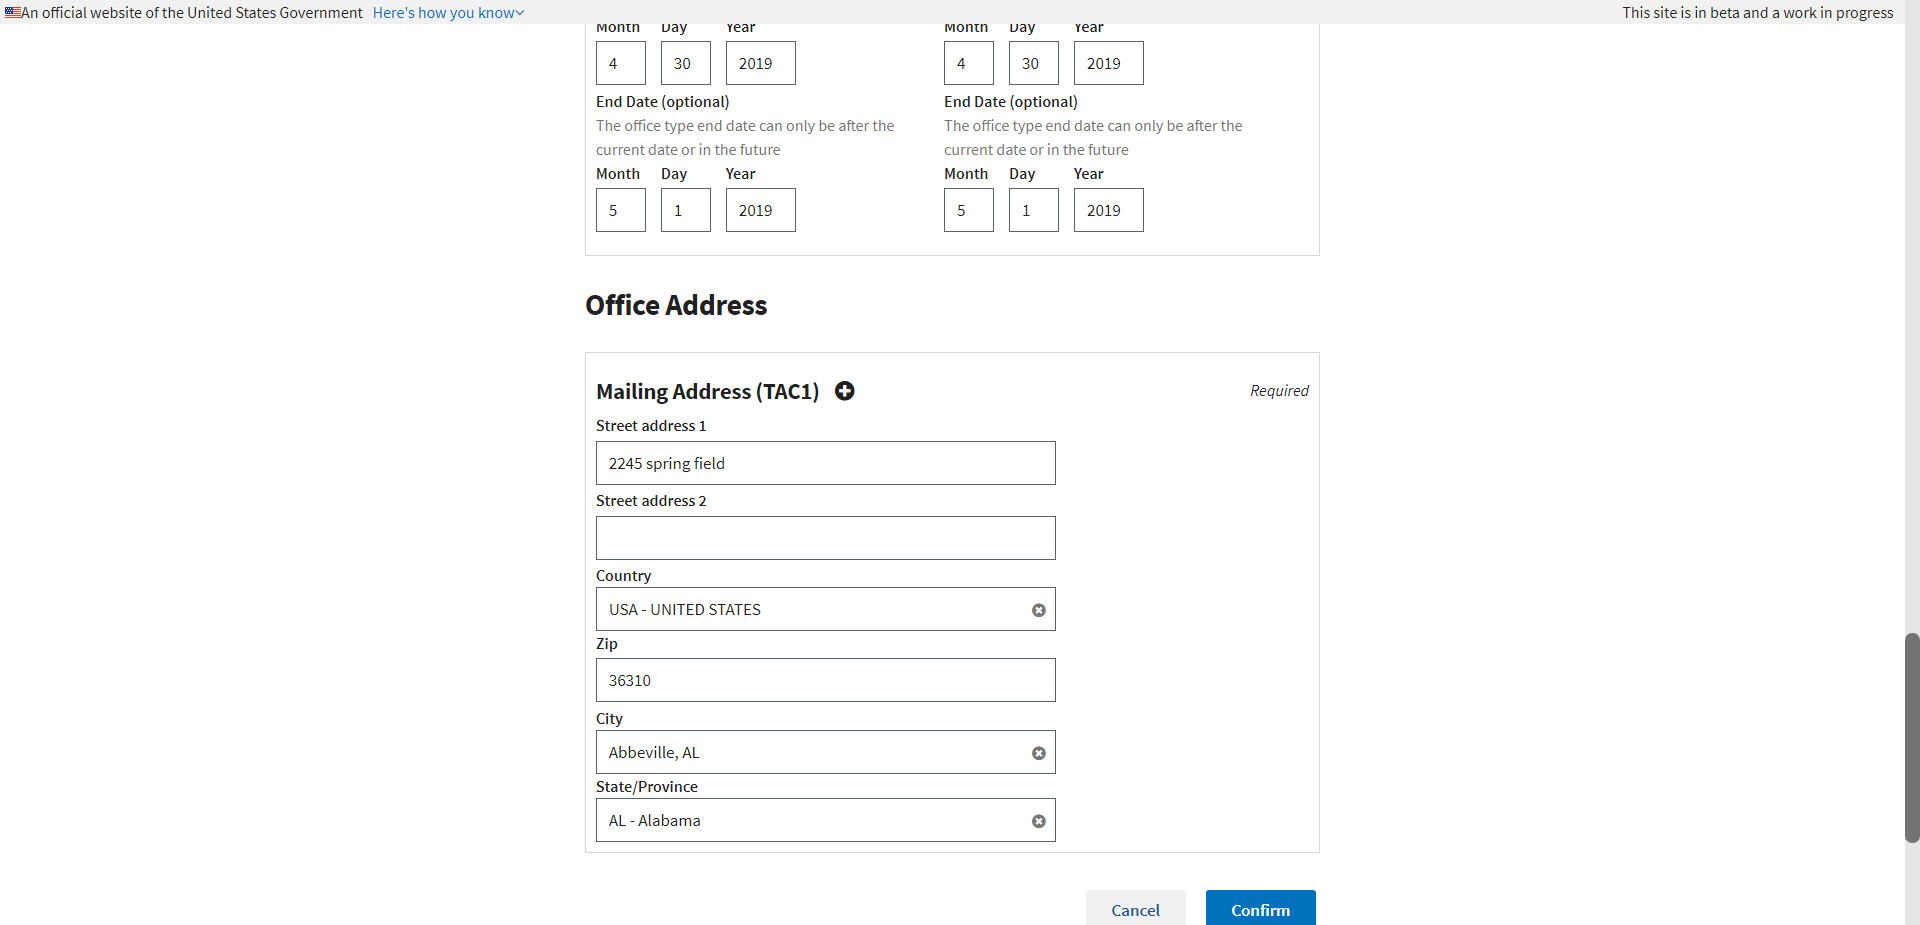 An official website of the United States Government Here's how you know
This site is in beta and a work in progress
Month Day Year
4 30 2019
End Date (optional)
The office type end date can only be after the
current date or in the future
Month Day Year
5 1 2019
Month Day Year
4 30 2019
End Date (optional)
The office type end date can only be after the
current date or in the future
Month Day Year
5 1 2019
Office Address
Mailing Address (TAC1)
Required
Street address 1
2245 spring field
Street address 2
Country
USA - UNITED STATES
Zip
36310
City
Abbeville, AL
State/Province
AL - Alabama
Cancel Confirm